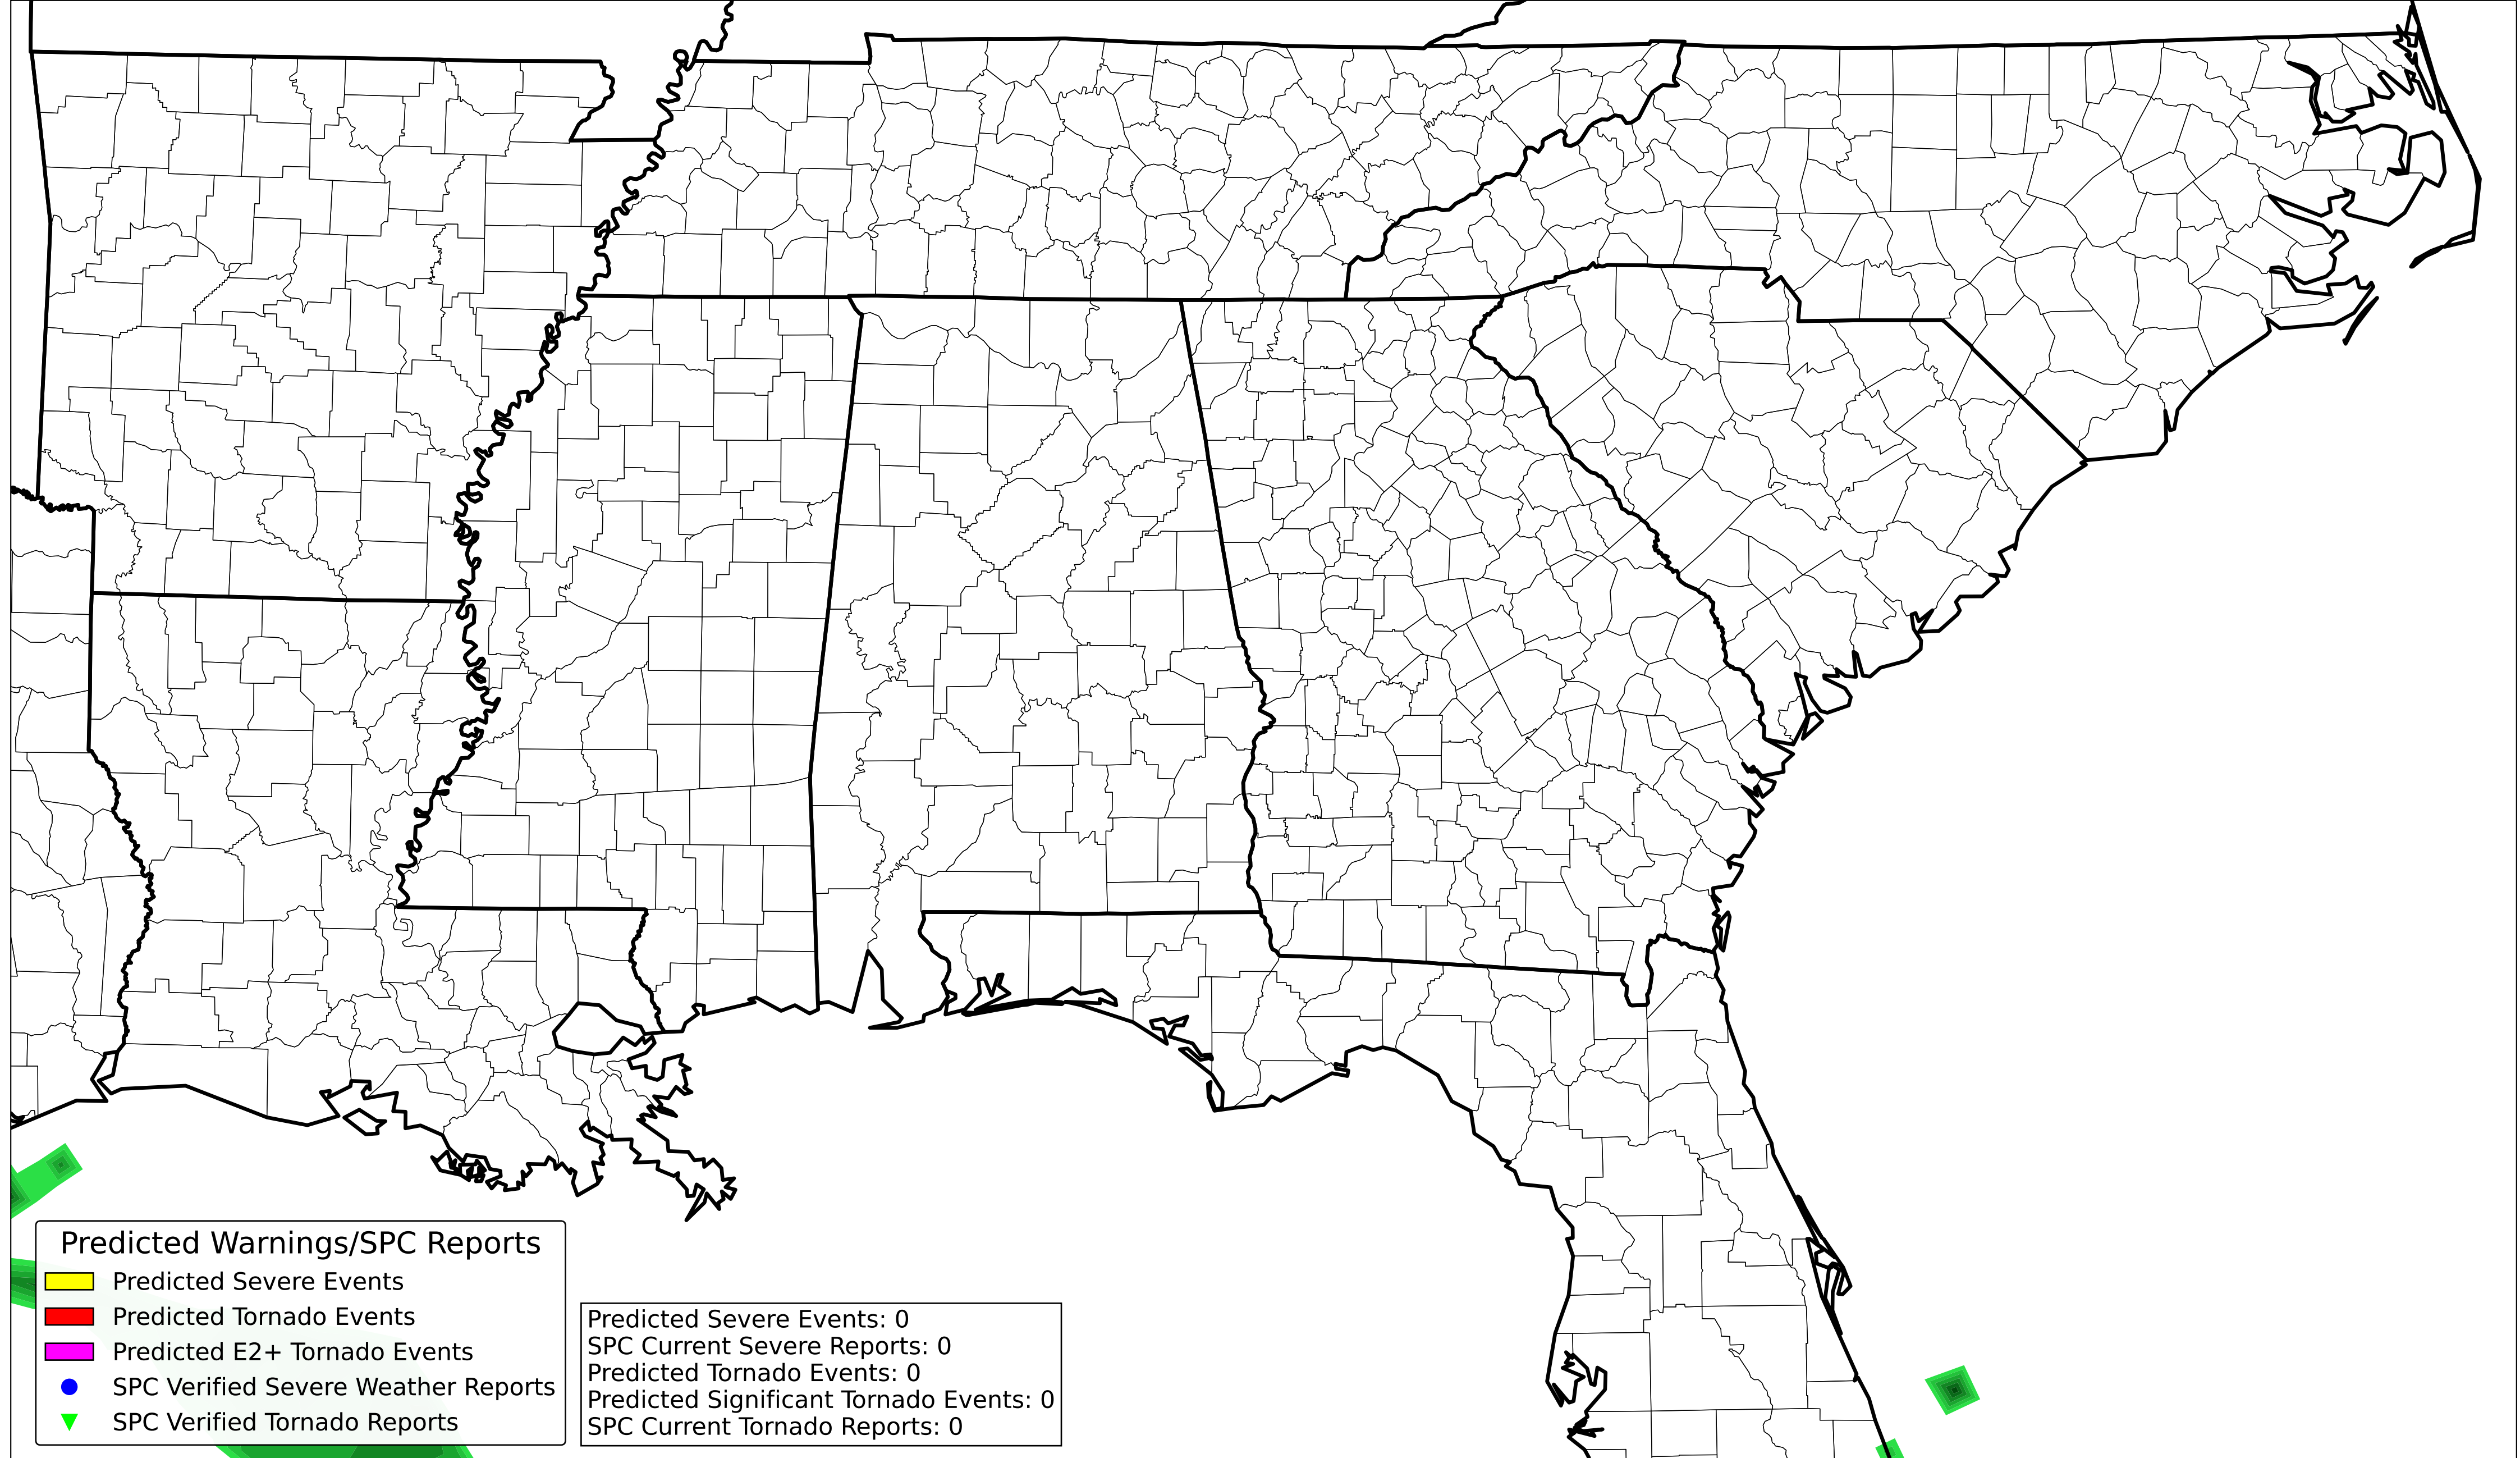 Predicted Warnings/SPC Reports
Predicted Severe Events
Predicted Tornado Events
Predicted E2+ Tornado Events
SPC Verified Severe Weather Reports
SPC Verified Tornado Reports
Predicted Severe Events: 0
SPC Current Severe Reports: 0
Predicted Tornado Events: 0
Predicted Significant Tornado Events: 0
SPC Current Tornado Reports: 0